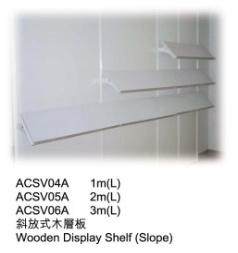 ACSV04A 1m(L)
ACSV05A 2m(L)
ACSV06A 3m(L)
斜放式木層板
Wooden Display Shelf (Slope)